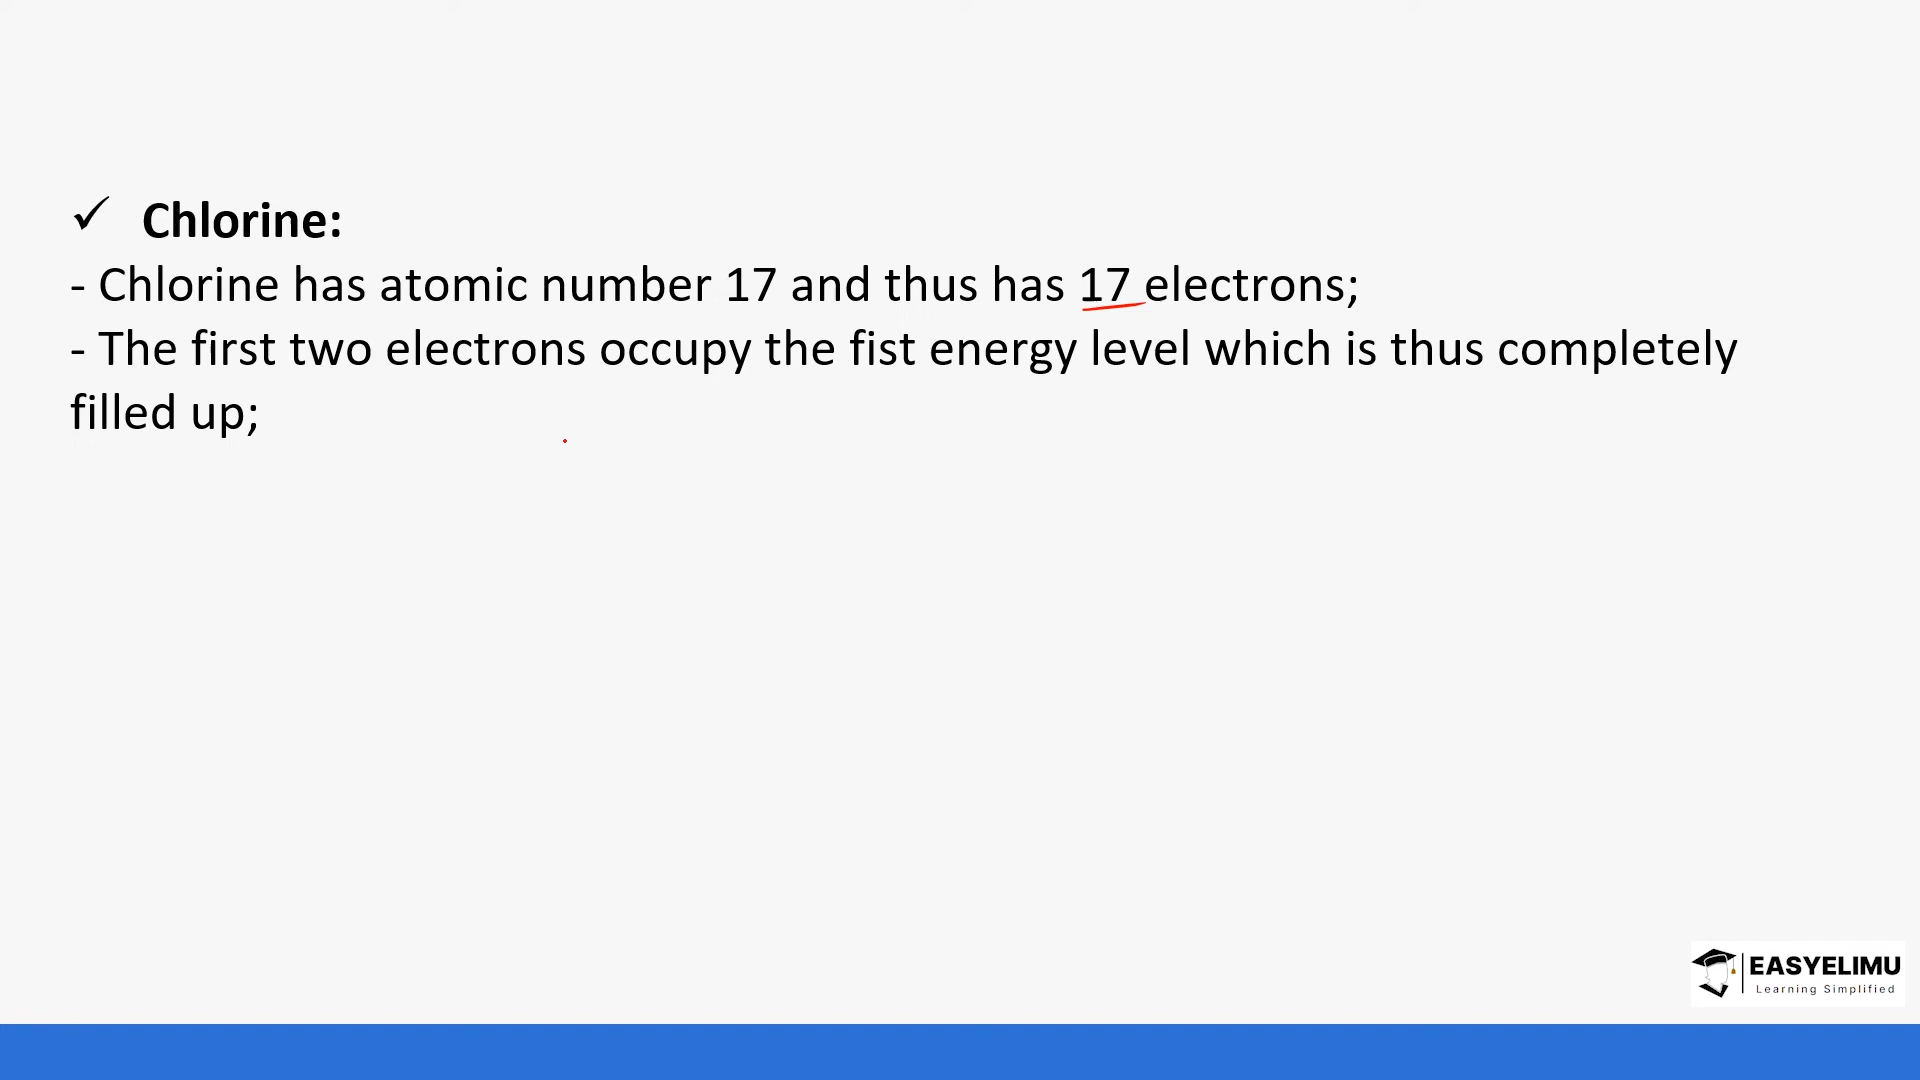 ✓ Chlorine:
- Chlorine has atomic number 17 and thus has 17 electrons;
- The first two electrons occupy the fist energy level which is thus completely
filled up;
EASYELIMU
Learning Simplified